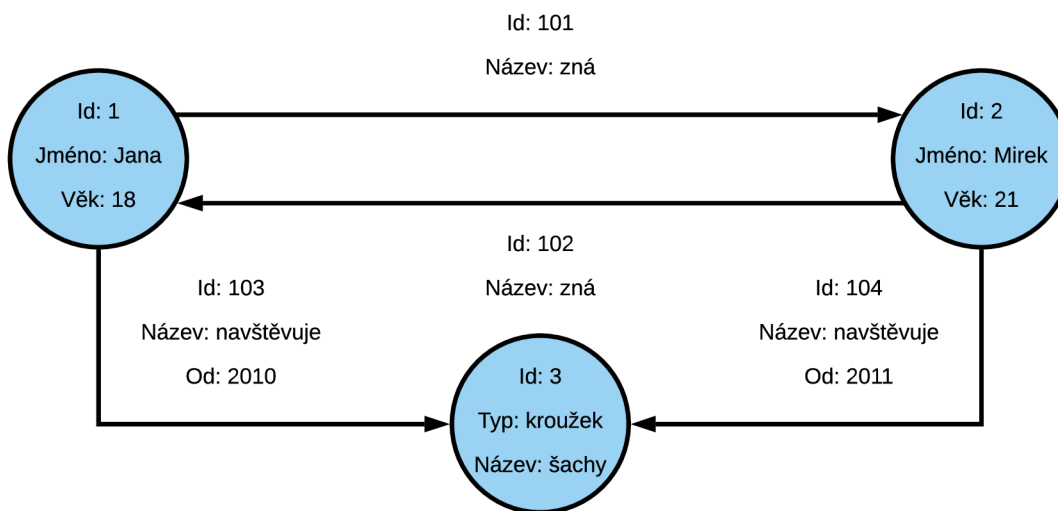 Id: 101
Název: zná
Id: 1
Jméno: Jana
Věk: 18
Id: 2
Jméno: Mirek
Věk: 21
Id: 102
Název: zná
Id: 103
Název: navštěvuje
Od: 2010
Id: 104
Název: navštěvuje
Od: 2011
Id: 3
Typ: kroužek
Název: šachy